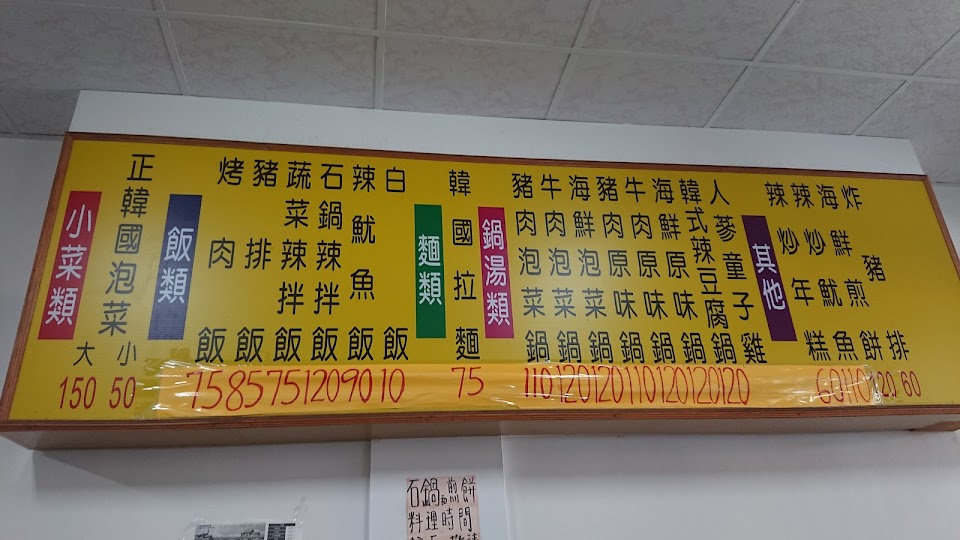 小菜類
正韓國泡菜
大 150
小 50
飯類
烤肉飯 75
豬排飯 85
蔬菜辣拌飯 75
石鍋辣拌飯 120
辣魷魚飯 90
白飯 10
麵類
韓國拉麵 75
鍋湯類
豬肉泡菜鍋 110
牛肉泡菜鍋 120
海鮮泡菜鍋 120
豬肉原味鍋 110
牛肉原味鍋 120
海鮮原味鍋 120
韓式辣豆腐鍋 120
人蔘童子雞
其他
辣炒年糕 60
辣炒魷魚 110
海鮮煎餅 120
炸豬排 60
石鍋和煎餅
料理時間